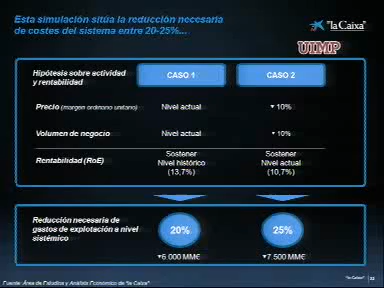 Esta simulación sitúa la reducción necesaria
de costes del sistema entre 20-25%...
"la Caixa"
UIMP
Hipótesis sobre actividad
y rentabilidad
CASO 1
CASO 2
Precio (margen ordinario unitario)
Nivel actual
▼ 10%
Volumen de negocio
Nivel actual
▼ 10%
Rentabilidad (RoE)
Sostener
Nivel histórico
(13,7%)
Sostener
Nivel actual
(10,7%)
Reducción necesaria de
gastos de explotación a nivel
sistémico
20%
25%
▼6.000 MM€
▼7.500 MM€
"la Caixa"
Fuente: Área de Estudios y Análisis Económico de "la Caixa"